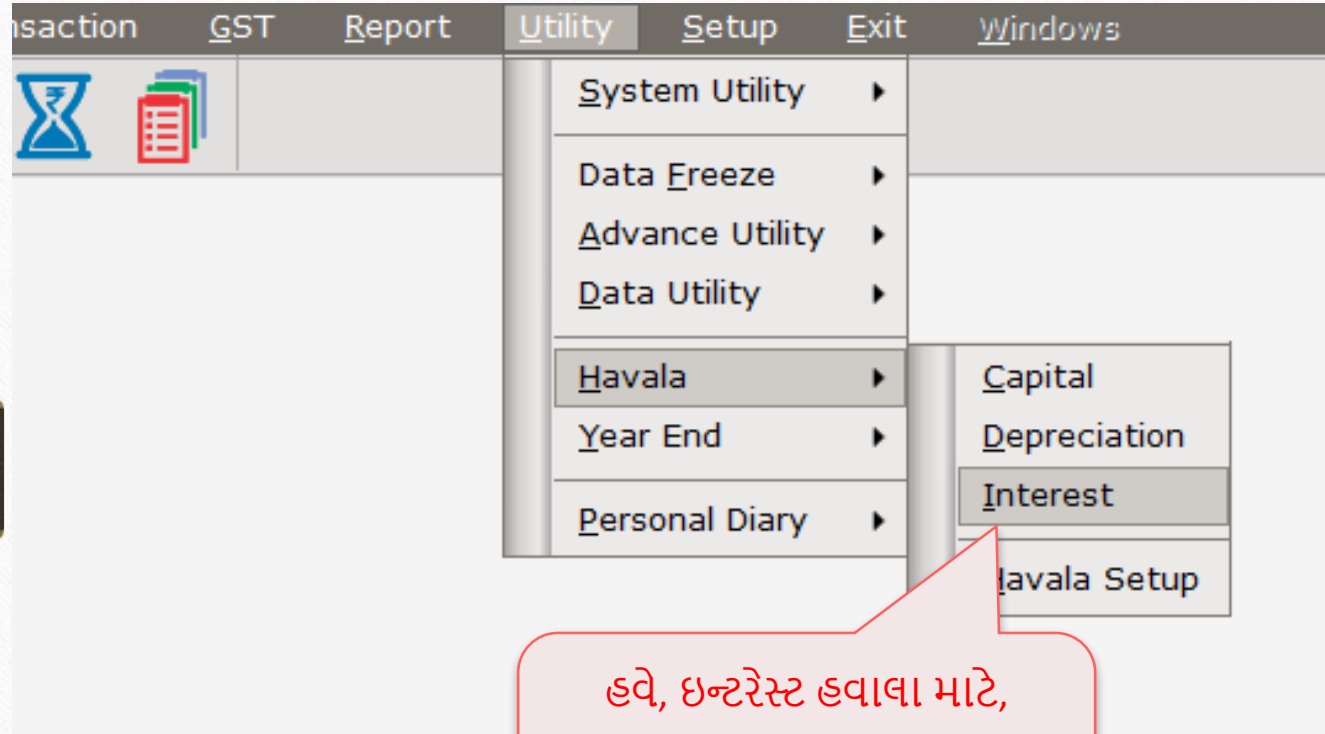 nsaction GST Report Utility Setup Exit Windows
System Utility
Data Freeze
Advance Utility
Data Utility
Havala
Capital
Year End
Depreciation
Interest
Personal Diary
Havala Setup
હવે, ઇન્ટરેસ્ટ હવાલા માટે,